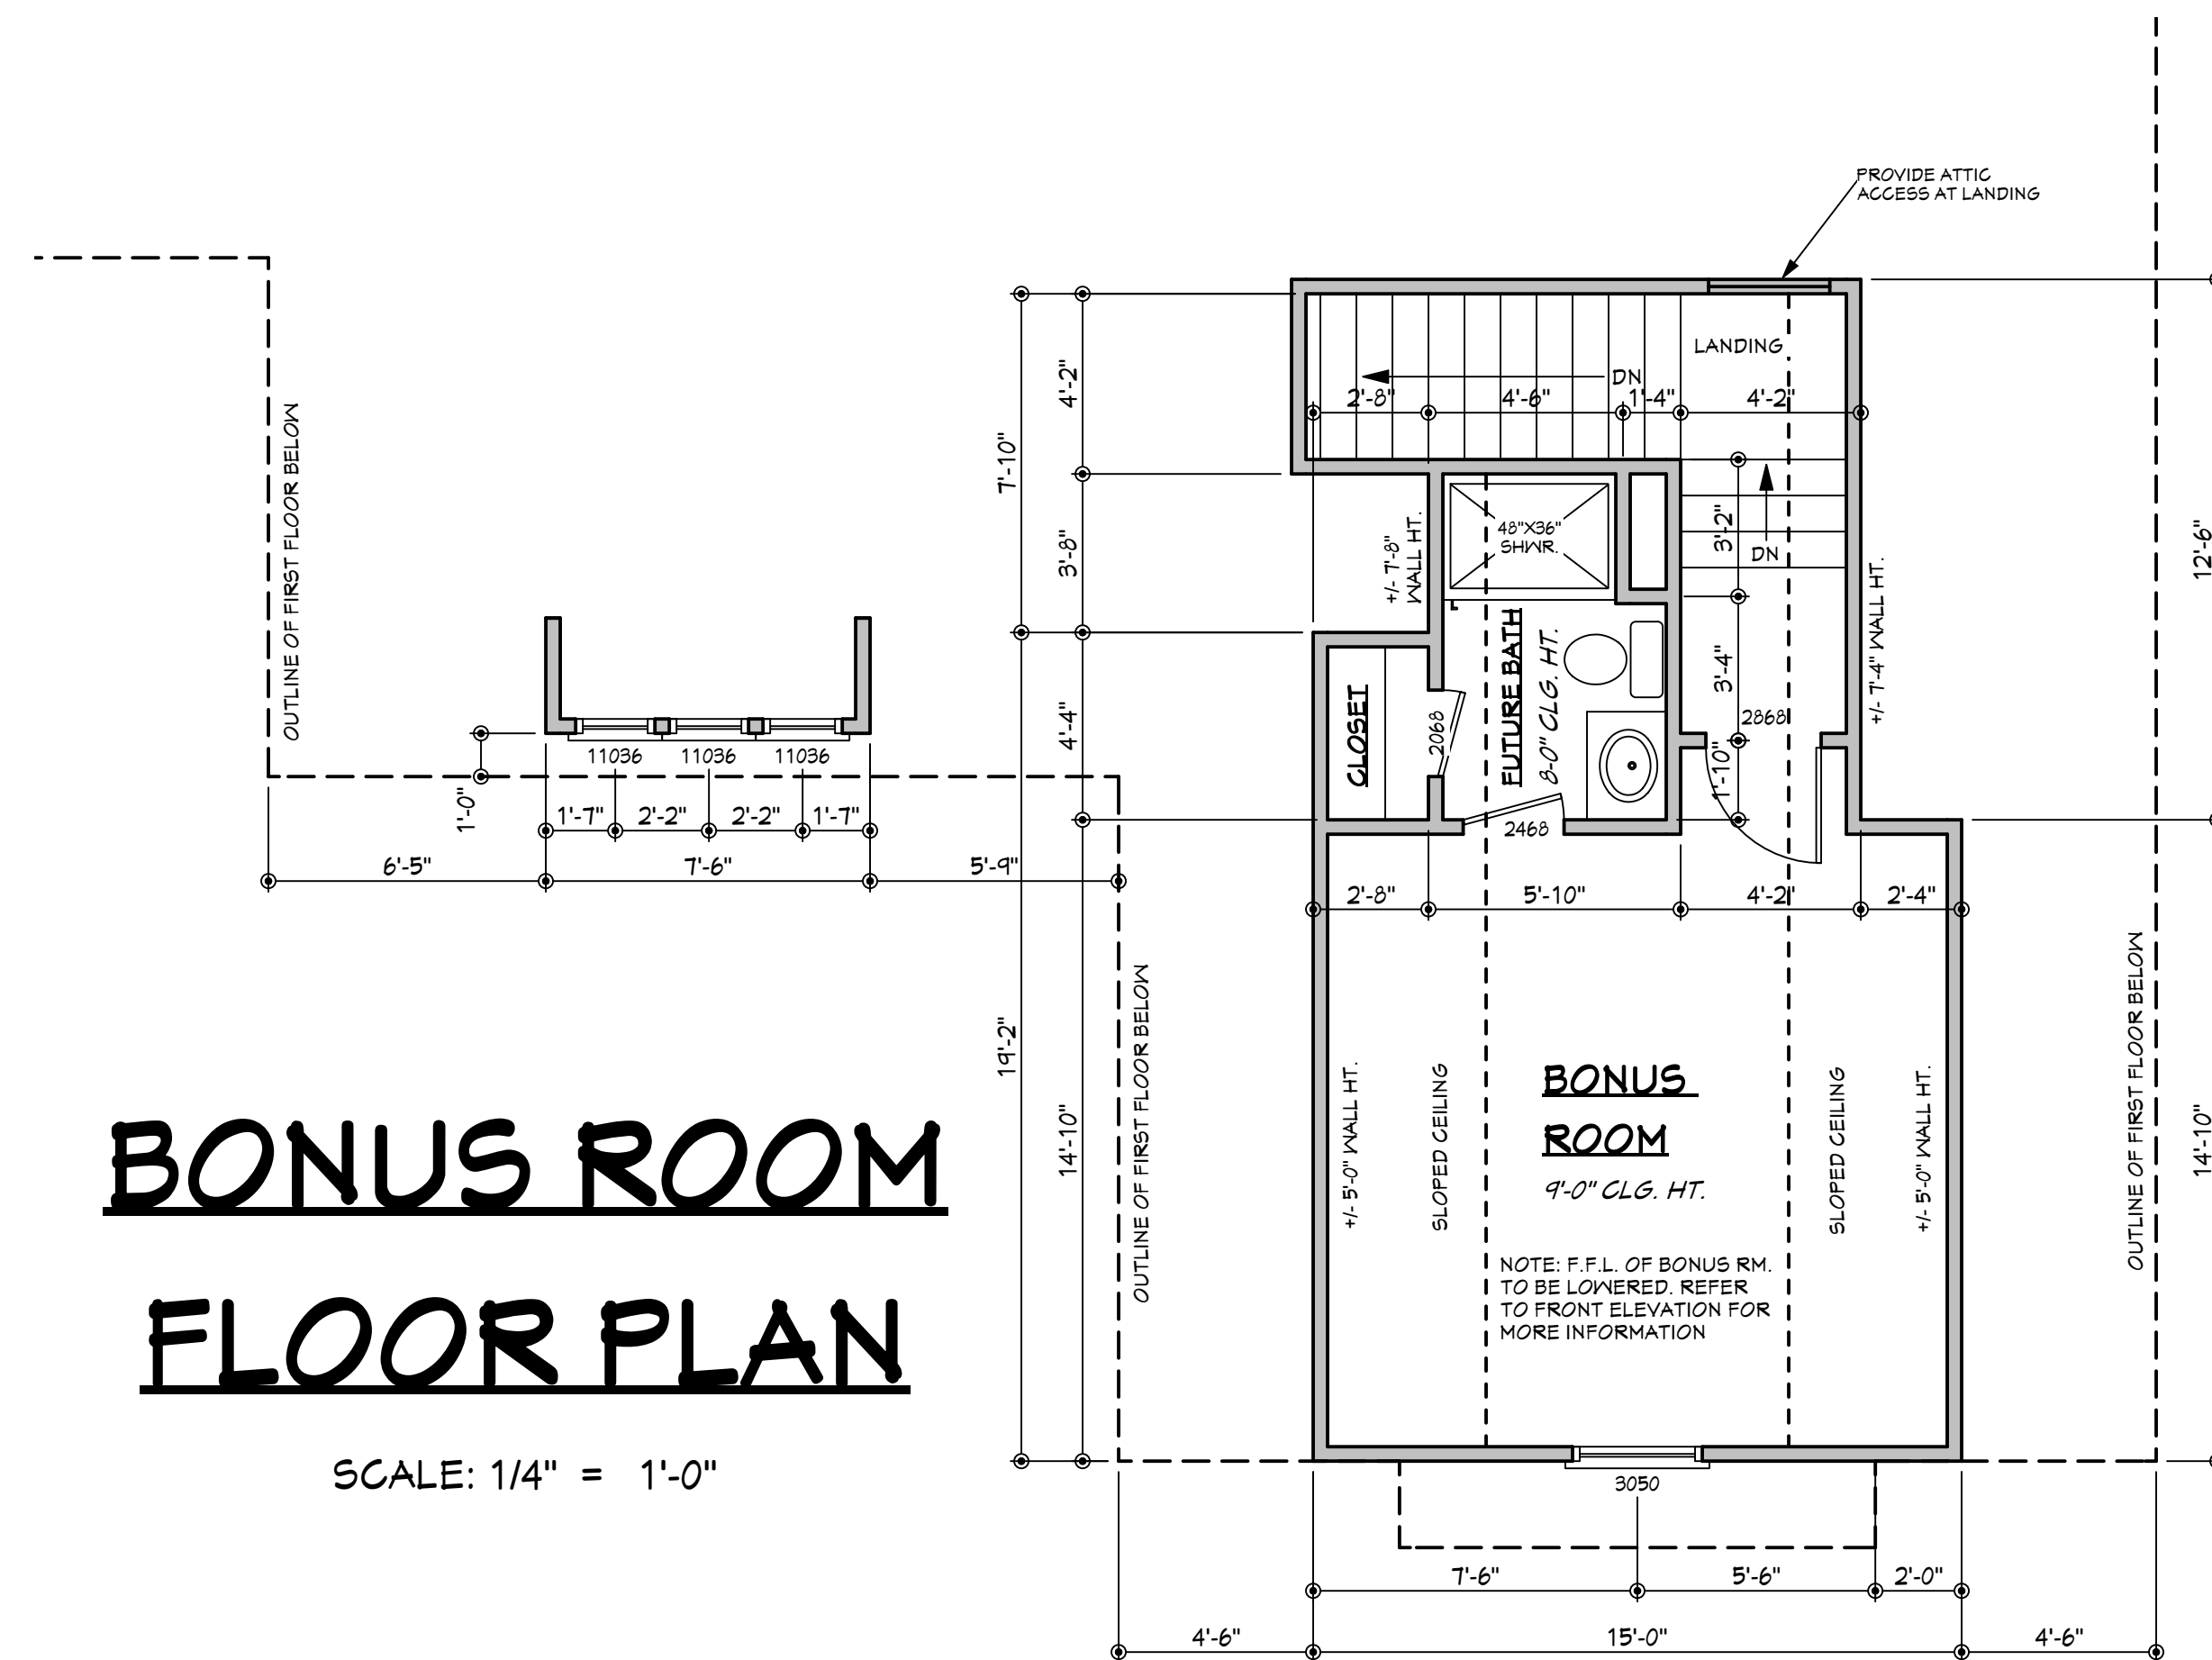 PROVIDE ATTIC
ACCESS AT LANDING
LANDING
DN
2'-8"
4'-6"
1'-4"
4'-2"
4'-2"
7'-10"
3'-8"
4'-4"
19'-2"
14'-10"
12'-6"
14'-10"
OUTLINE OF FIRST FLOOR BELOW
+/- 7'-8"
WALL HT.
48"X36"
SHWR.
3'-2"
DN
3'-4"
2868
1'-10"
+/- 7'-4" WALL HT.
CLOSET
2068
FUTURE BATH
8-0" CLG. HT.
2468
11036
11036
11036
1'-0"
1'-7"
2'-2"
2'-2"
1'-7"
6'-5"
7'-6"
5'-9"
2'-8"
5'-10"
4'-2"
2'-4"
OUTLINE OF FIRST FLOOR BELOW
+/- 5'-0" WALL HT.
SLOPED CEILING
BONUS
ROOM
9'-0" CLG. HT.
SLOPED CEILING
+/- 5'-0" WALL HT.
OUTLINE OF FIRST FLOOR BELOW
NOTE: F.F.L. OF BONUS RM.
TO BE LOWERED. REFER
TO FRONT ELEVATION FOR
MORE INFORMATION
BONUS ROOM
FLOOR PLAN
SCALE: 1/4" = 1'-0"
3050
7'-6"
5'-6"
2'-0"
4'-6"
15'-0"
4'-6"